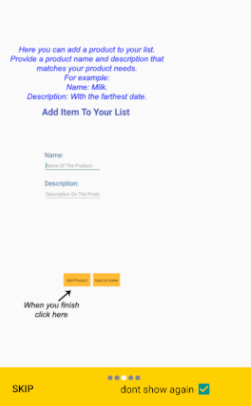 Here you can add a product to your list.
Provide a product name and description that
matches your product needs.
For example:
Name: Milk.
Description: With the farthest date.
Add Item To Your List
Name:
Name Of The Product
Description:
Description On The Produ
Add Product
Back to home
When you finish
click here
SKIP
dont show again